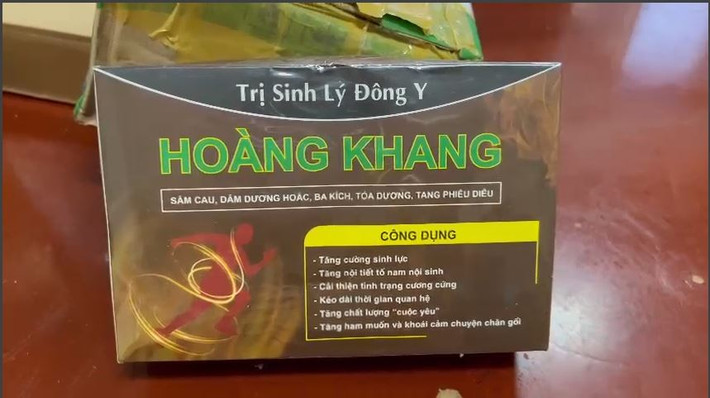 Trị Sinh Lý Đông Y
HOÀNG KHANG
SÂM CAU, DÂM DƯƠNG HOẮC, BA KÍCH, TỎA DƯƠNG, TANG PHIÊU DIÊU
CÔNG DỤNG
- Tăng cường sinh lực
- Tăng nội tiết tố nam nội sinh
- Cải thiện tình trạng cương cứng
- Kéo dài thời gian quan hệ
- Tăng chất lượng "cuộc yêu"
- Tăng ham muốn và khoái cảm chuyện chăn gối